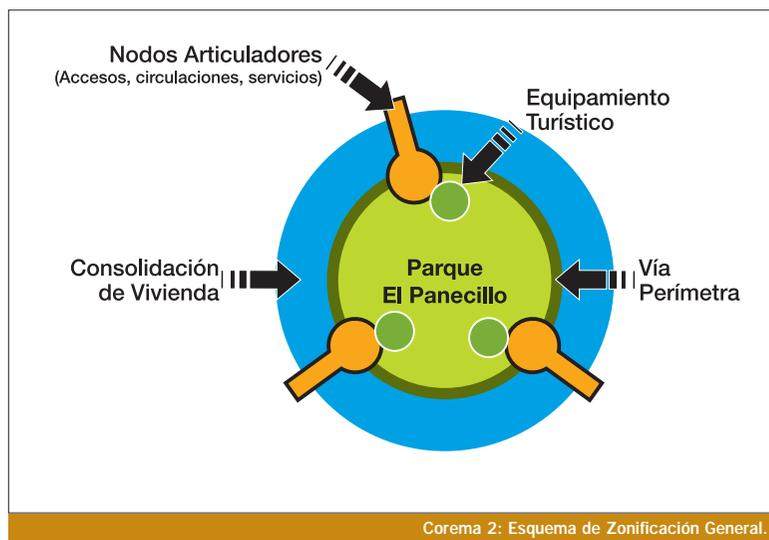 Nodos Articuladores
(Accesos, circulaciones, servicios)
Equipamiento
Turístico
Consolidación
de Vivienda
Parque
El Panecillo
Vía
Perímetra
Corema 2: Esquema de Zonificación General.